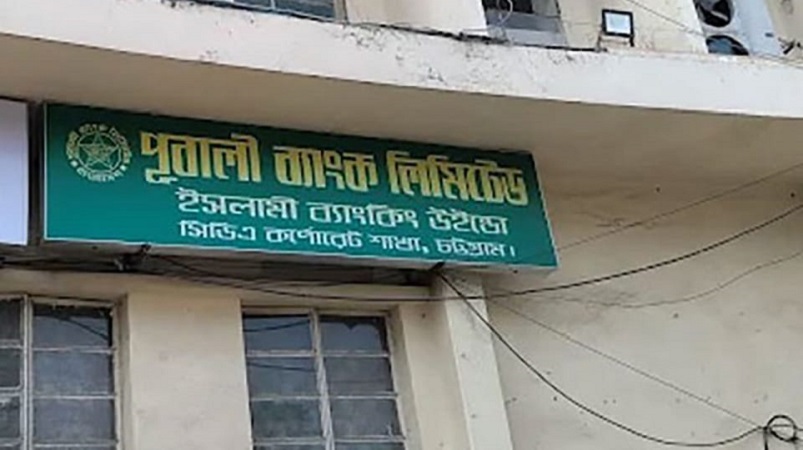 পূবালী ব্যাংক লিমিটেড
ইসলামী ব্যাংকিং উইন্ডো
সিডিএ কর্পোরেট শাখা, চট্টগ্রাম।